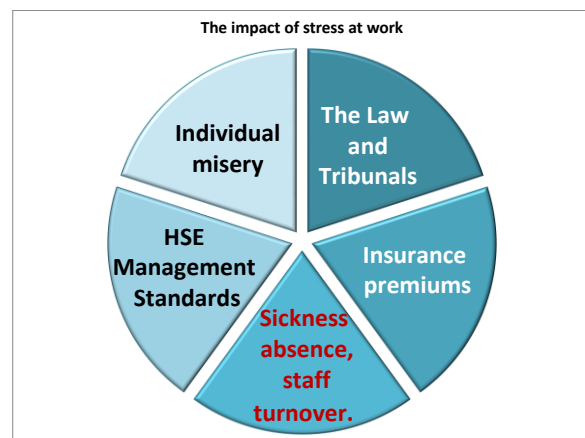 The impact of stress at work
The Law
and
Tribunals
Insurance
premiums
Sickness
absence,
staff
turnover.
HSE
Management
Standards
Individual
misery